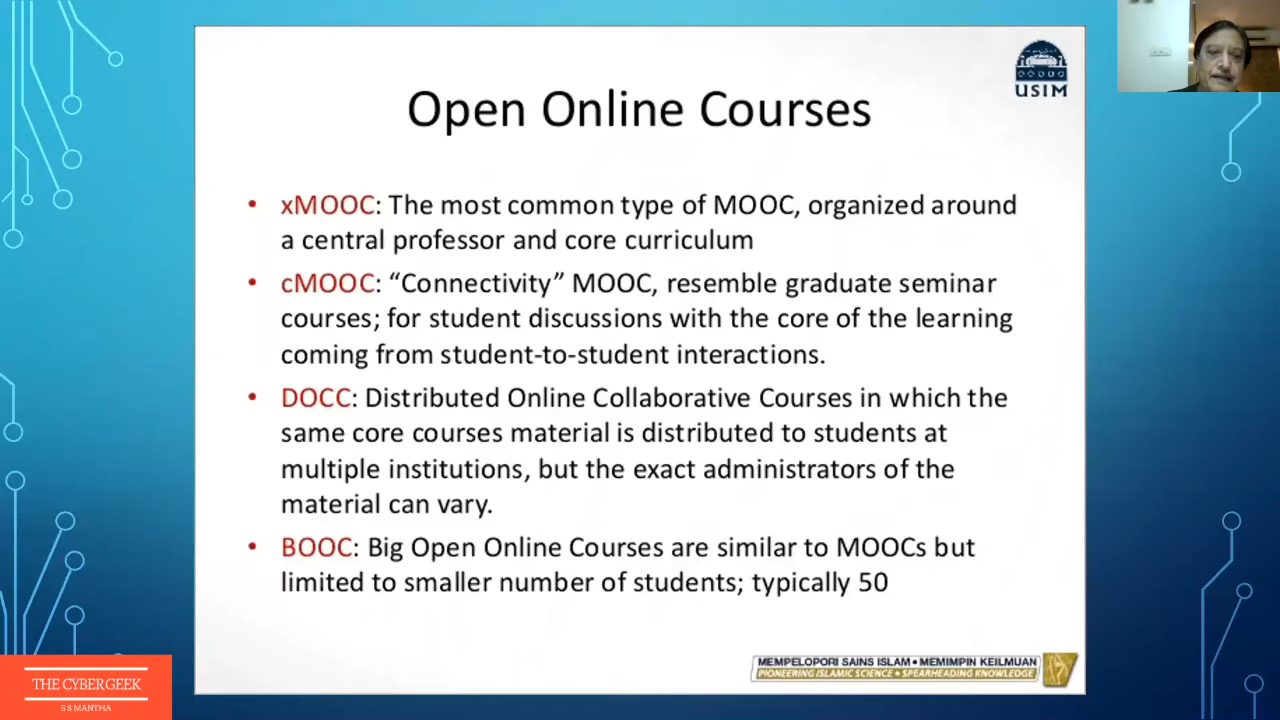 USIM
Open Online Courses
• xMOOC: The most common type of MOOC, organized around
a central professor and core curriculum
• cMOOC: “Connectivity” MOOC, resemble graduate seminar
courses; for student discussions with the core of the learning
coming from student-to-student interactions.
• DOCC: Distributed Online Collaborative Courses in which the
same core courses material is distributed to students at
multiple institutions, but the exact administrators of the
material can vary.
• BOOC: Big Open Online Courses are similar to MOOCs but
limited to smaller number of students; typically 50
MEMPELOPORI SAINS ISLAM • MEMIMPIN KEILMUAN
PIONEERING ISLAMIC SCIENCE • SPEARHEADING KNOWLEDGE
THE CYBERGEEK
S S MANTHA